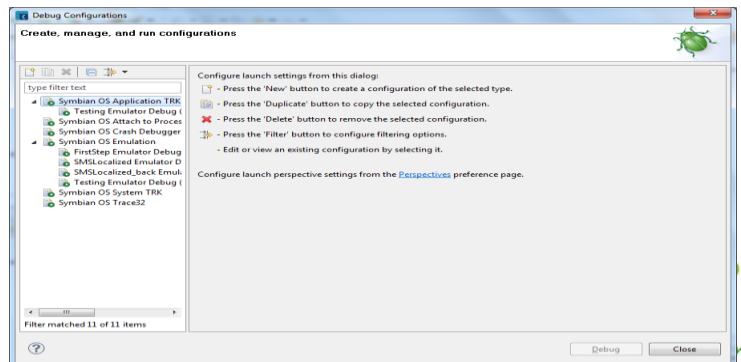 Debug Configurations
Create, manage, and run configurations
type filter text
Symbian OS Application TRK
Testing Emulator Debug (
Symbian OS Attach to Proces
Symbian OS Crash Debugger
Symbian OS Emulation
FirstStep Emulator Debug
SMSLocalized Emulator D
SMSLocalized_back Emul
Testing Emulator Debug (
Symbian OS System TRK
Symbian OS Trace32
Filter matched 11 of 11 items
Configure launch settings from this dialog:
- Press the 'New' button to create a configuration of the selected type.
- Press the 'Duplicate' button to copy the selected configuration.
- Press the 'Delete' button to remove the selected configuration.
- Press the 'Filter' button to configure filtering options.
- Edit or view an existing configuration by selecting it.
Configure launch perspective settings from the Perspectives preference page.
Debug
Close